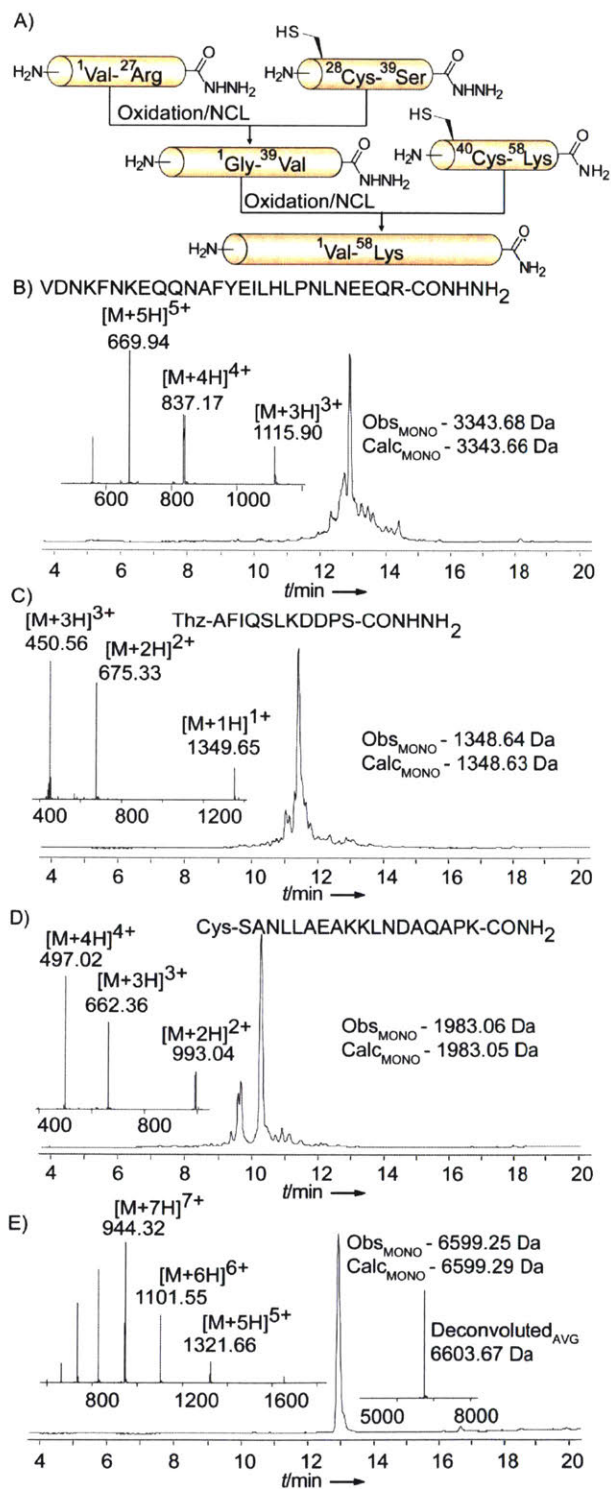 A)
HS
H2N ¹Val-²⁷Arg O NHNH2
H2N ²⁸Cys-³⁹Ser O NHNH2
Oxidation/NCL
HS
H2N ¹Gly-³⁹Val O NHNH2
H2N ⁴⁰Cys-⁵⁸Lys O NH2
Oxidation/NCL
H2N ¹Val-⁵⁸Lys O NH2
B) VDNKFNKEQQNAFYEILHLPNLNEEQR-CONHNH2
[M+5H]5+
669.94
[M+4H]4+
837.17
[M+3H]3+
1115.90
ObsMONO - 3343.68 Da
CalcMONO - 3343.66 Da
600 800 1000
4 6 8 10 12 14 16 18 20
t/min
C)
Thz-AFIQSLKDDPS-CONHNH2
[M+3H]3+
450.56
[M+2H]2+
675.33
[M+1H]1+
1349.65
ObsMONO - 1348.64 Da
CalcMONO - 1348.63 Da
400 800 1200
4 6 8 10 12 14 16 18 20
t/min
D)
Cys-SANLLAEAKKLNDAQAPK-CONH2
[M+4H]4+
497.02
[M+3H]3+
662.36
[M+2H]2+
993.04
ObsMONO - 1983.06 Da
CalcMONO - 1983.05 Da
400 800
4 6 8 10 12 14 16 18 20
t/min
E)
[M+7H]7+
944.32
[M+6H]6+
1101.55
[M+5H]5+
1321.66
ObsMONO - 6599.25 Da
CalcMONO - 6599.29 Da
DeconvolutedAVG
6603.67 Da
800 1200 1600
5000 8000
4 6 8 10 12 14 16 18 20
t/min